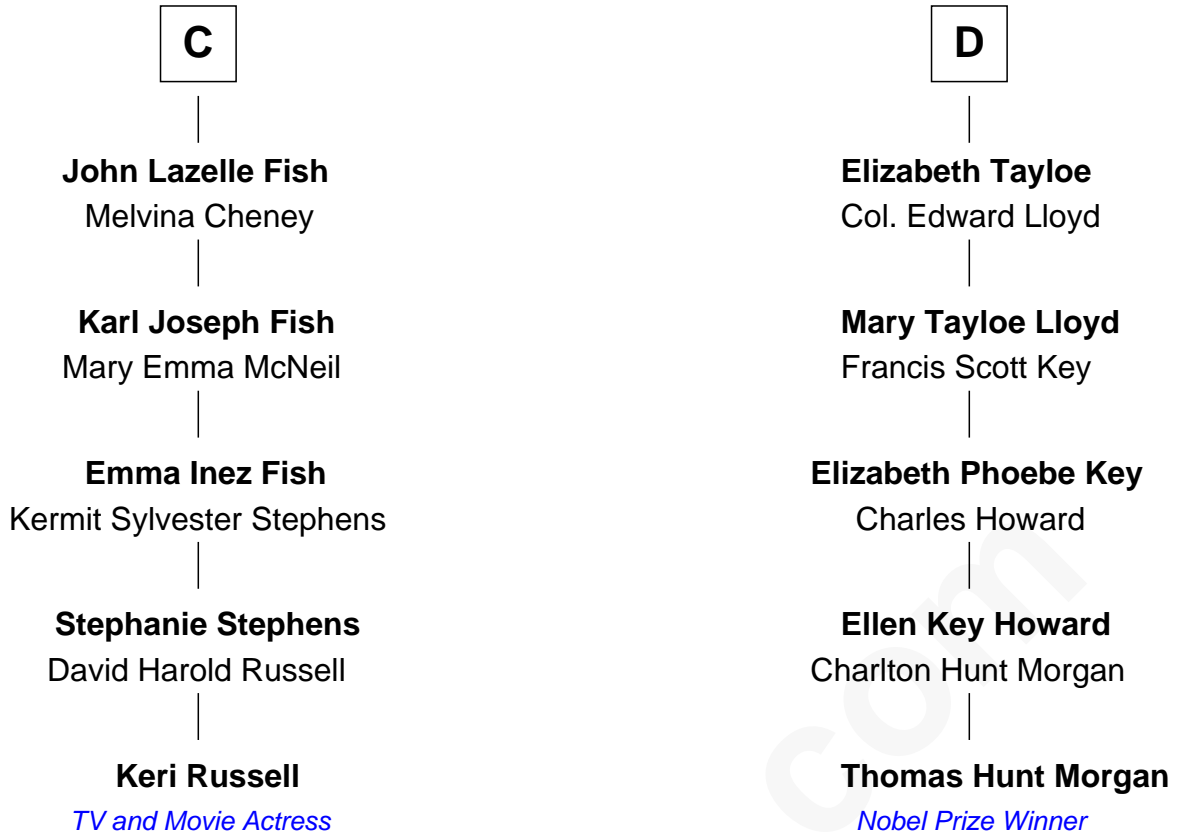 C
John Lazelle Fish
Melvina Cheney
Karl Joseph Fish
Mary Emma McNeil
Emma Inez Fish
Kermit Sylvester Stephens
Stephanie Stephens
David Harold Russell
Keri Russell
TV and Movie Actress
D
Elizabeth Tayloe
Col. Edward Lloyd
Mary Tayloe Lloyd
Francis Scott Key
Elizabeth Phoebe Key
Charles Howard
Ellen Key Howard
Charlton Hunt Morgan
Thomas Hunt Morgan
Nobel Prize Winner
com